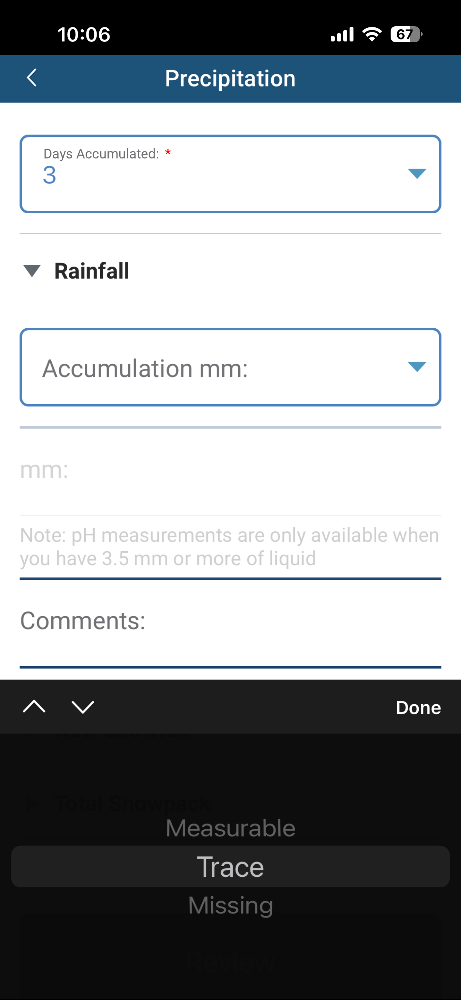 10:06
67
Precipitation
Days Accumulated: *
3
Rainfall
Accumulation mm:
mm:
Note: pH measurements are only available when
you have 3.5 mm or more of liquid
Comments:
Done
Total Snowpack
Measurable
Trace
Missing
Review